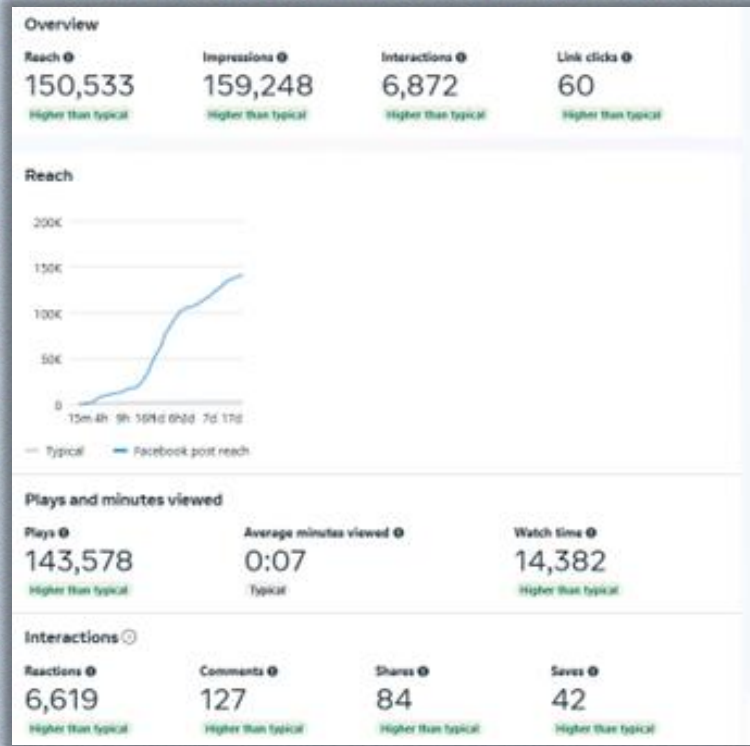 Overview
Reach Impressions Interactions Link clicks
150,533 159,248 6,872 60
Higher than typical Higher than typical Higher than typical Higher than typical
Reach
200K
150K
100K
50K
0
15m 4h 9h 16h 1d 6h 2d 7d 17d
Typical Facebook post reach
Plays and minutes viewed
Plays Average minutes viewed Watch time
143,578 0:07 14,382
Higher than typical Typical Higher than typical
Interactions
Reactions Comments Shares Saves
6,619 127 84 42
Higher than typical Higher than typical Higher than typical Higher than typical